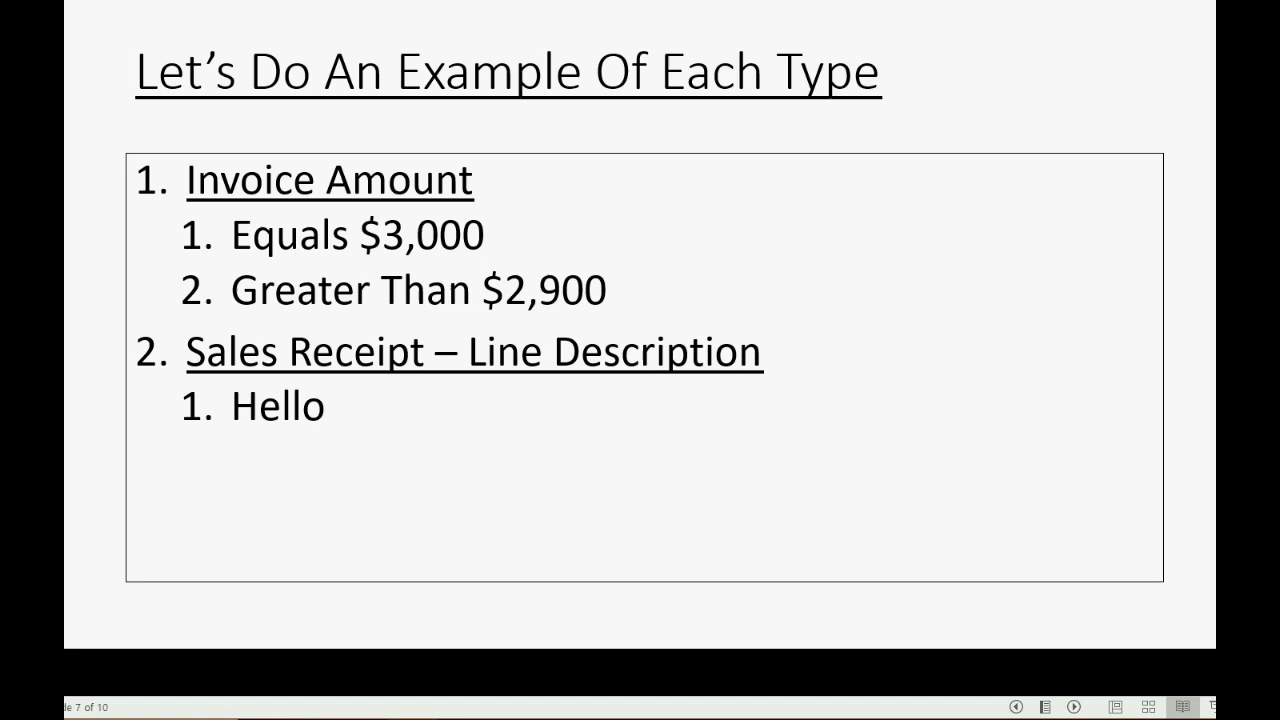 Let’s Do An Example Of Each Type
1. Invoice Amount
1. Equals $3,000
2. Greater Than $2,900
2. Sales Receipt – Line Description
1. Hello
7 of 10